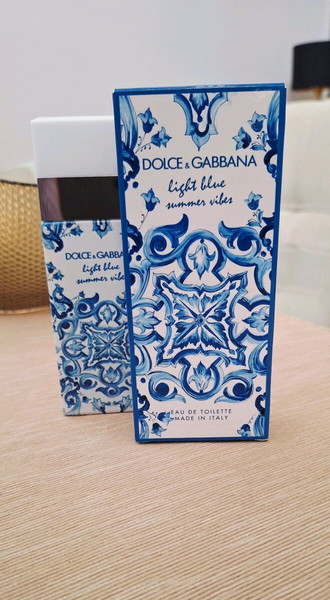 DOLCE & GABBANA
light blue
summer vibes
EAU DE TOILETTE
MADE IN ITALY
DOLCE & GABBANA
light blue
summer vibes